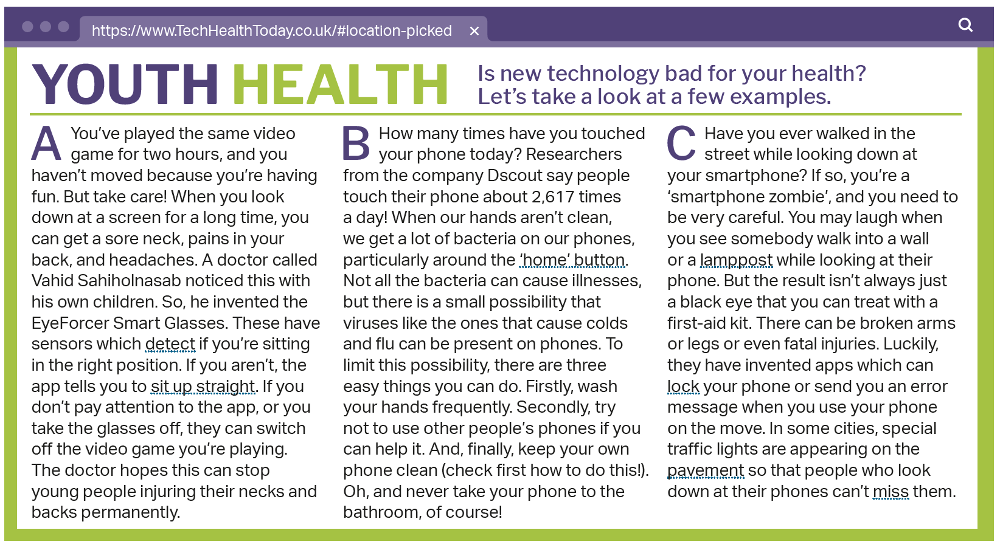 https://www.TechHealthToday.co.uk/#location-picked ×
YOUTH HEALTH
Is new technology bad for your health?
Let’s take a look at a few examples.
A You’ve played the same video
game for two hours, and you
haven’t moved because you’re having
fun. But take care! When you look
down at a screen for a long time, you
can get a sore neck, pains in your
back, and headaches. A doctor called
Vahid Sahiholnasab noticed this with
his own children. So, he invented the
EyeForcer Smart Glasses. These have
sensors which detect if you’re sitting
in the right position. If you aren’t, the
app tells you to sit up straight. If you
don’t pay attention to the app, or you
take the glasses off, they can switch
off the video game you’re playing.
The doctor hopes this can stop
young people injuring their necks and
backs permanently.
B How many times have you touched
your phone today? Researchers
from the company Dscout say people
touch their phone about 2,617 times
a day! When our hands aren’t clean,
we get a lot of bacteria on our phones,
particularly around the ‘home’ button.
Not all the bacteria can cause illnesses,
but there is a small possibility that
viruses like the ones that cause colds
and flu can be present on phones. To
limit this possibility, there are three
easy things you can do. Firstly, wash
your hands frequently. Secondly, try
not to use other people’s phones if you
can help it. And, finally, keep your own
phone clean (check first how to do this!).
Oh, and never take your phone to the
bathroom, of course!
C Have you ever walked in the
street while looking down at
your smartphone? If so, you’re a
‘smartphone zombie’, and you need to
be very careful. You may laugh when
you see somebody walk into a wall
or a lamppost while looking at their
phone. But the result isn’t always just
a black eye that you can treat with a
first-aid kit. There can be broken arms
or legs or even fatal injuries. Luckily,
they have invented apps which can
lock your phone or send you an error
message when you use your phone
on the move. In some cities, special
traffic lights are appearing on the
pavement so that people who look
down at their phones can’t miss them.